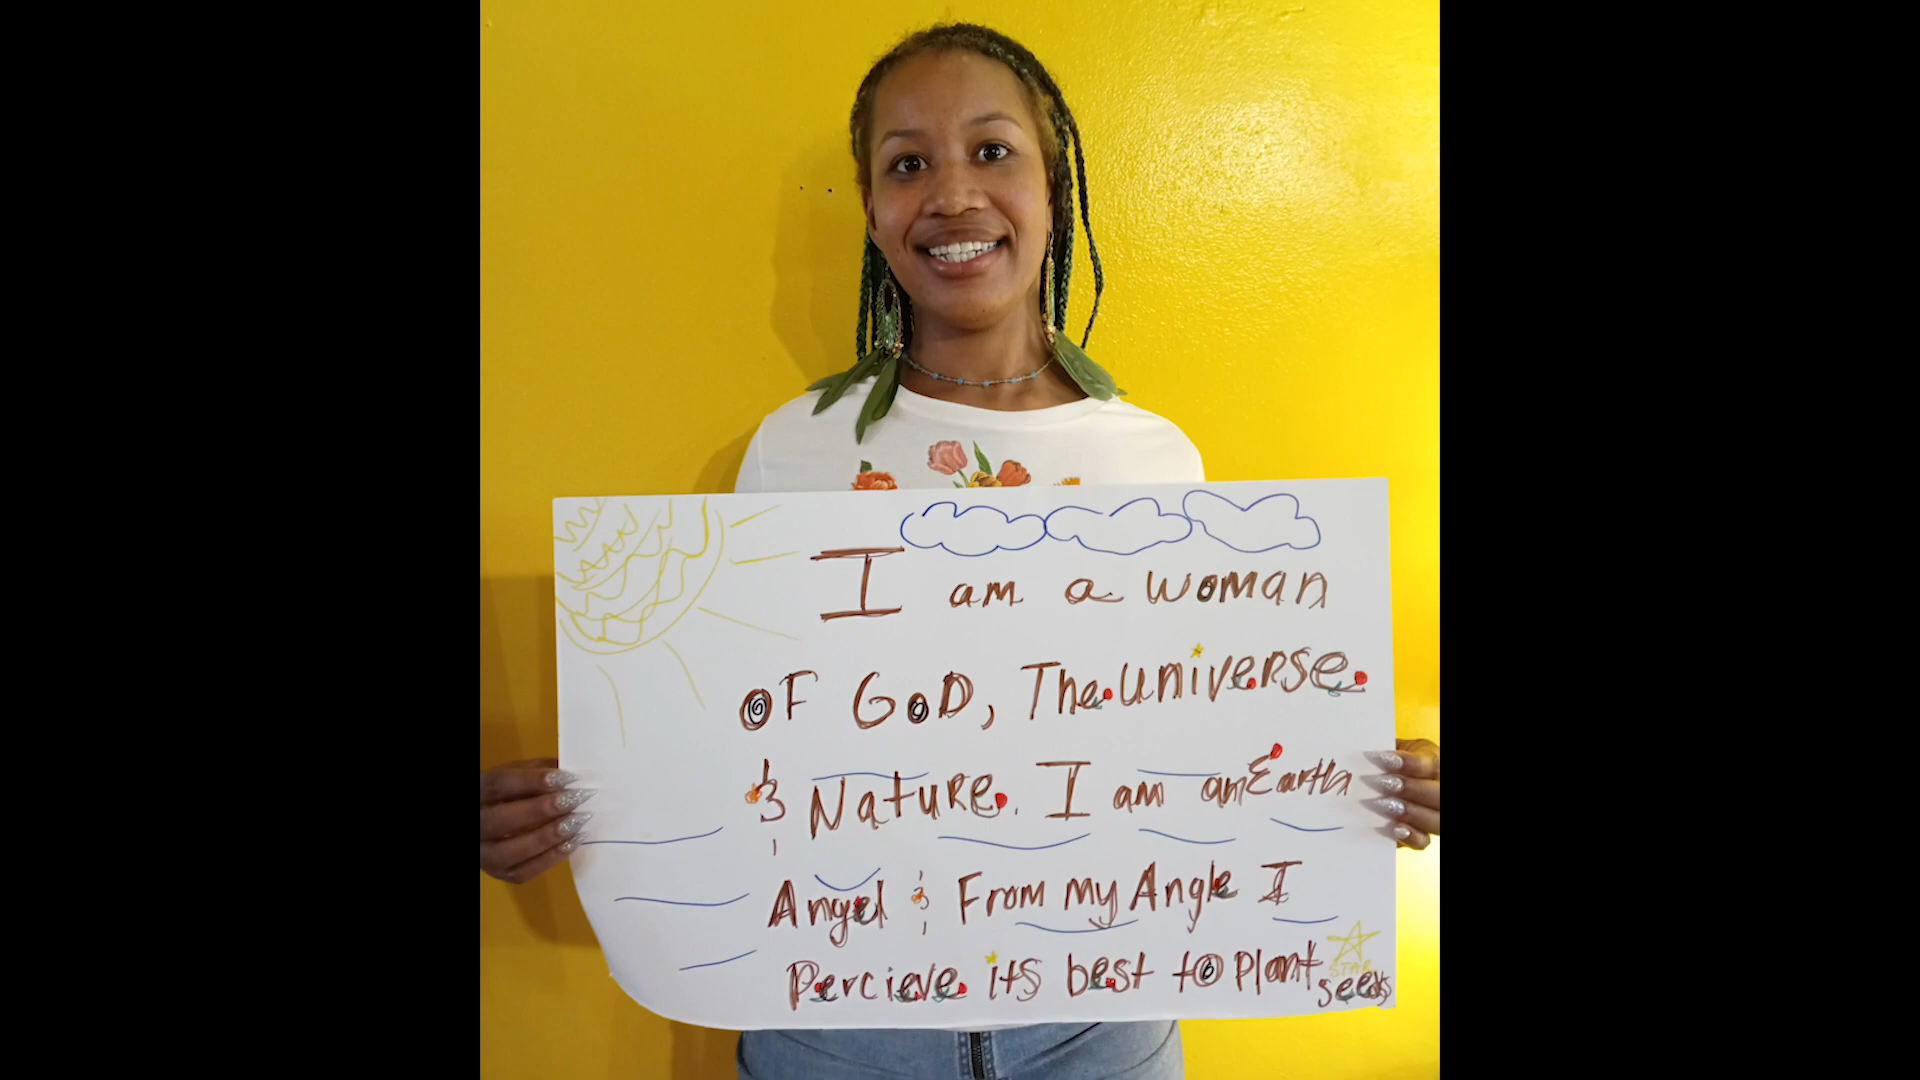 I am a woman
OF GOD, The universe
& Nature. I am an Earth
Angel & From my Angle I
Percieve its best to plant
STAR
seeds